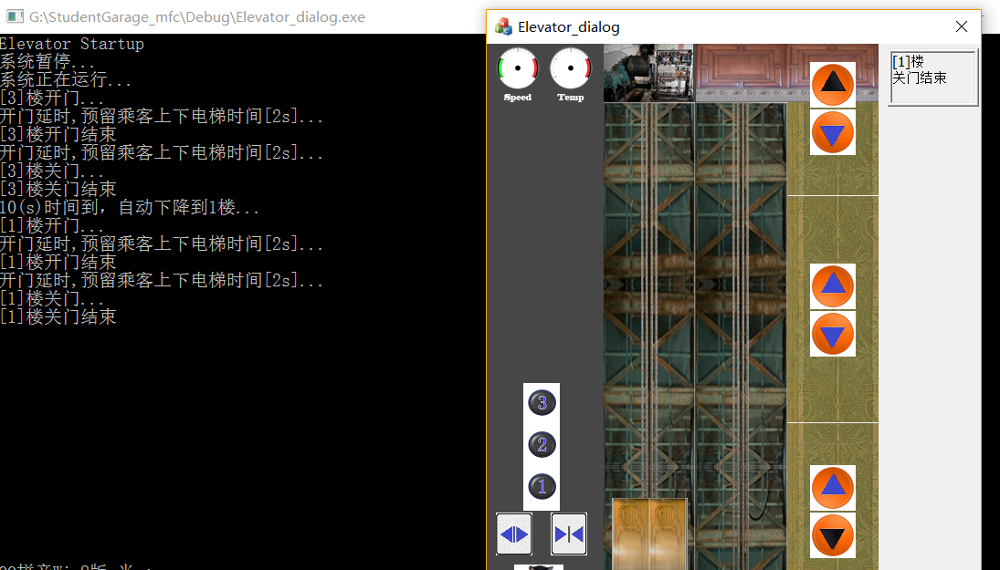 G:\StudentGarage_mfc\Debug\Elevator_dialog.exe
Elevator Startup
系统暂停...
系统正在运行...
[3]楼开门...
开门延时,预留乘客上下电梯时间[2s]...
[3]楼开门结束
开门延时,预留乘客上下电梯时间[2s]...
[3]楼关门...
[3]楼关门结束
10(s)时间到，自动下降到1楼...
[1]楼开门...
开门延时,预留乘客上下电梯时间[2s]...
[1]楼开门结束
开门延时,预留乘客上下电梯时间[2s]...
[1]楼关门...
[1]楼关门结束
Elevator_dialog
Speed
Temp
3
2
1
[1]楼
关门结束